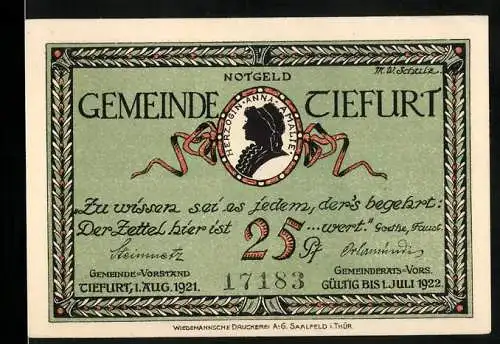 M.W. Schulz.
NOTGELD
GEMEINDE TIEFURT
HERZOGIN·ANNA·AMALIE·
„Zu wissen sei es jedem, der's begehrt:
Der Zettel hier ist 25 Pf ...wert." Goethe, Faust.
Steinmetz Orlamünde
GEMEINDE=VORSTAND GEMEINDERATS=VORS.
TIEFURT, 1. AUG. 1921. 17183 GÜLTIG BIS 1. JULI 1922.
WIEDEMANNSCHE DRUCKEREI A.G. SAALFELD i. THÜR.